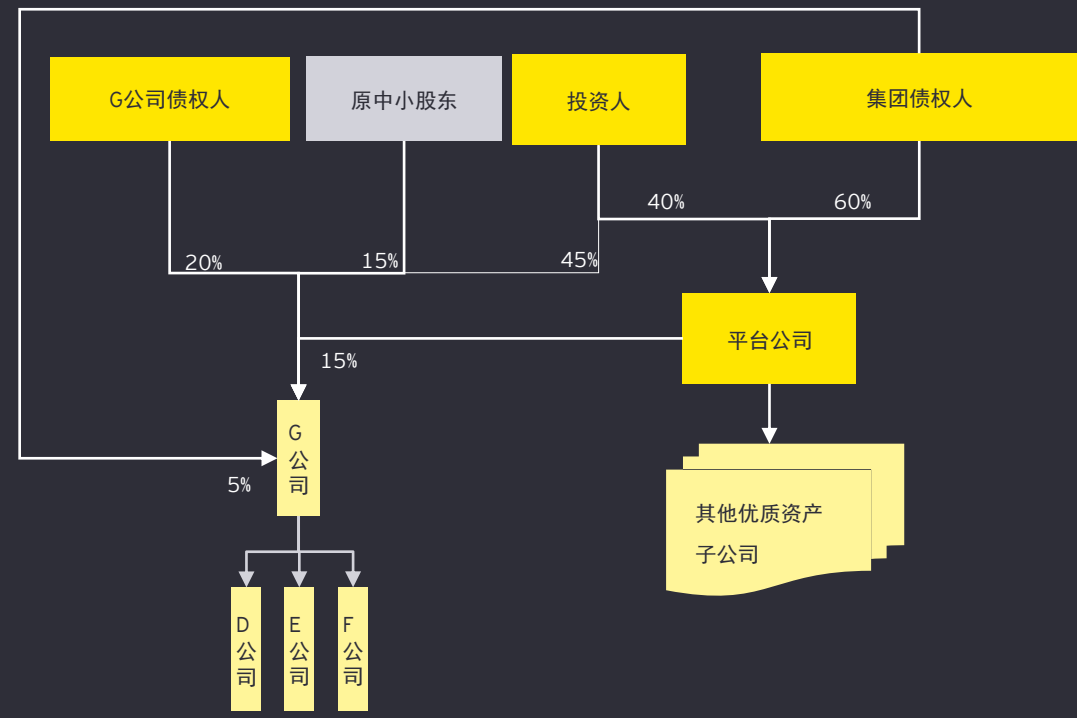 G公司债权人
原中小股东
投资人
集团债权人
40%
60%
20%
15%
45%
平台公司
15%
G
公
司
5%
其他优质资产
子公司
D
公
司
E
公
司
F
公
司